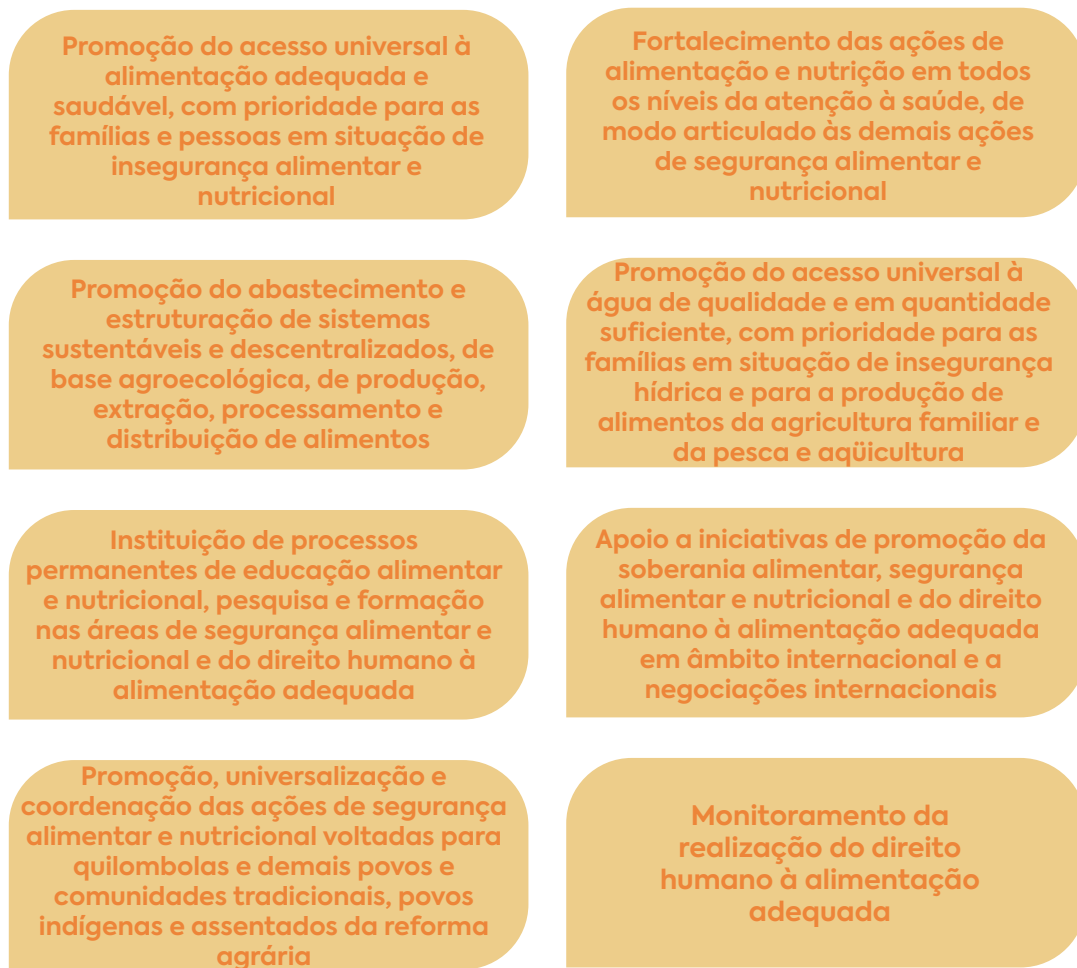 Promoção do acesso universal à
alimentação adequada e
saudável, com prioridade para as
famílias e pessoas em situação de
insegurança alimentar e
nutricional
Fortalecimento das ações de
alimentação e nutrição em todos
os níveis da atenção à saúde, de
modo articulado às demais ações
de segurança alimentar e
nutricional
Promoção do abastecimento e
estruturação de sistemas
sustentáveis e descentralizados, de
base agroecológica, de produção,
extração, processamento e
distribuição de alimentos
Promoção do acesso universal à
água de qualidade e em quantidade
suficiente, com prioridade para as
famílias em situação de insegurança
hídrica e para a produção de
alimentos da agricultura familiar e
da pesca e aqüicultura
Instituição de processos
permanentes de educação alimentar
e nutricional, pesquisa e formação
nas áreas de segurança alimentar e
nutricional e do direito humano à
alimentação adequada
Apoio a iniciativas de promoção da
soberania alimentar, segurança
alimentar e nutricional e do direito
humano à alimentação adequada
em âmbito internacional e a
negociações internacionais
Promoção, universalização e
coordenação das ações de segurança
alimentar e nutricional voltadas para
quilombolas e demais povos e
comunidades tradicionais, povos
indígenas e assentados da reforma
agrária
Monitoramento da
realização do direito
humano à alimentação
adequada